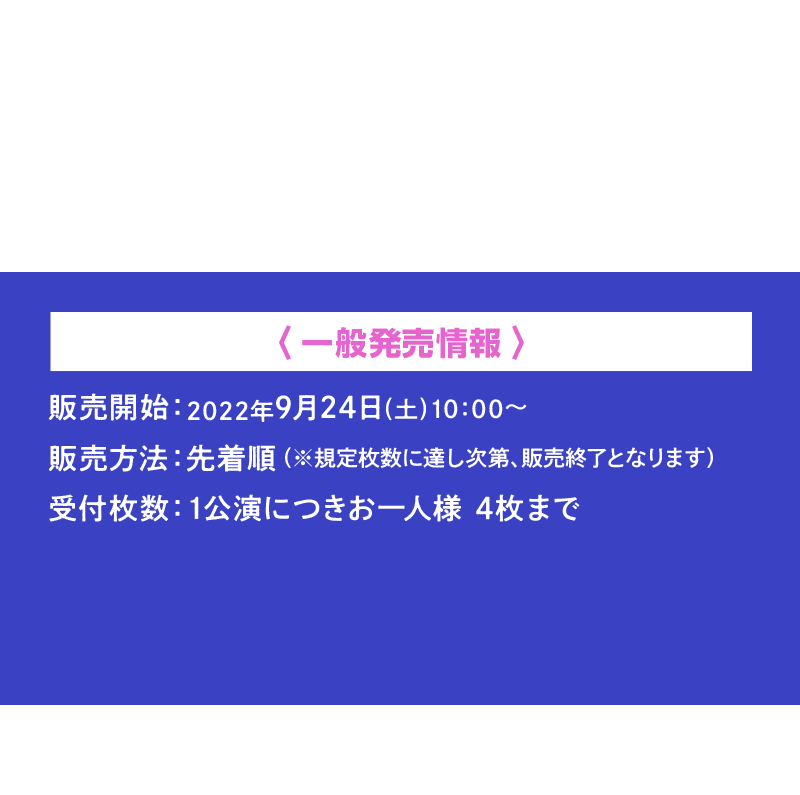 〈 一般発売情報 〉
販売開始：2022年9月24日(土)10：00〜
販売方法：先着順（※規定枚数に達し次第、販売終了となります）
受付枚数：1公演につきお一人様 4枚まで